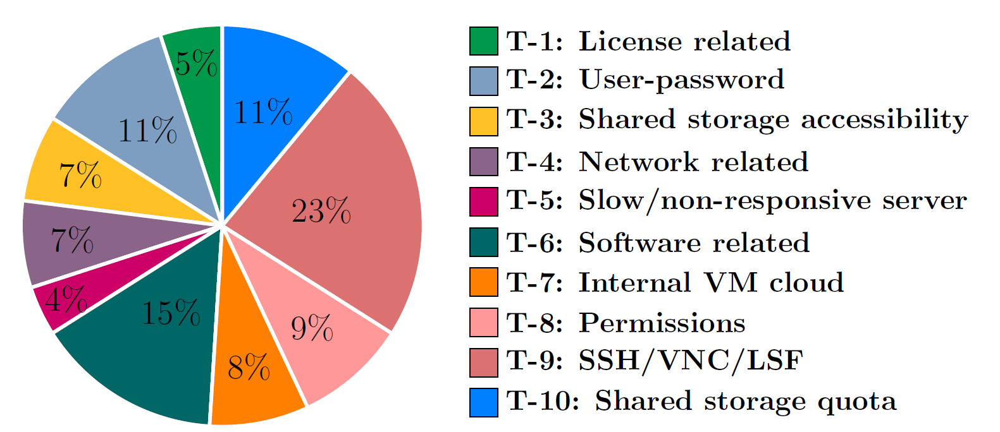 5%
11%
11%
7%
23%
7%
4%
15%
9%
8%
T-1: License related
T-2: User-password
T-3: Shared storage accessibility
T-4: Network related
T-5: Slow/non-responsive server
T-6: Software related
T-7: Internal VM cloud
T-8: Permissions
T-9: SSH/VNC/LSF
T-10: Shared storage quota